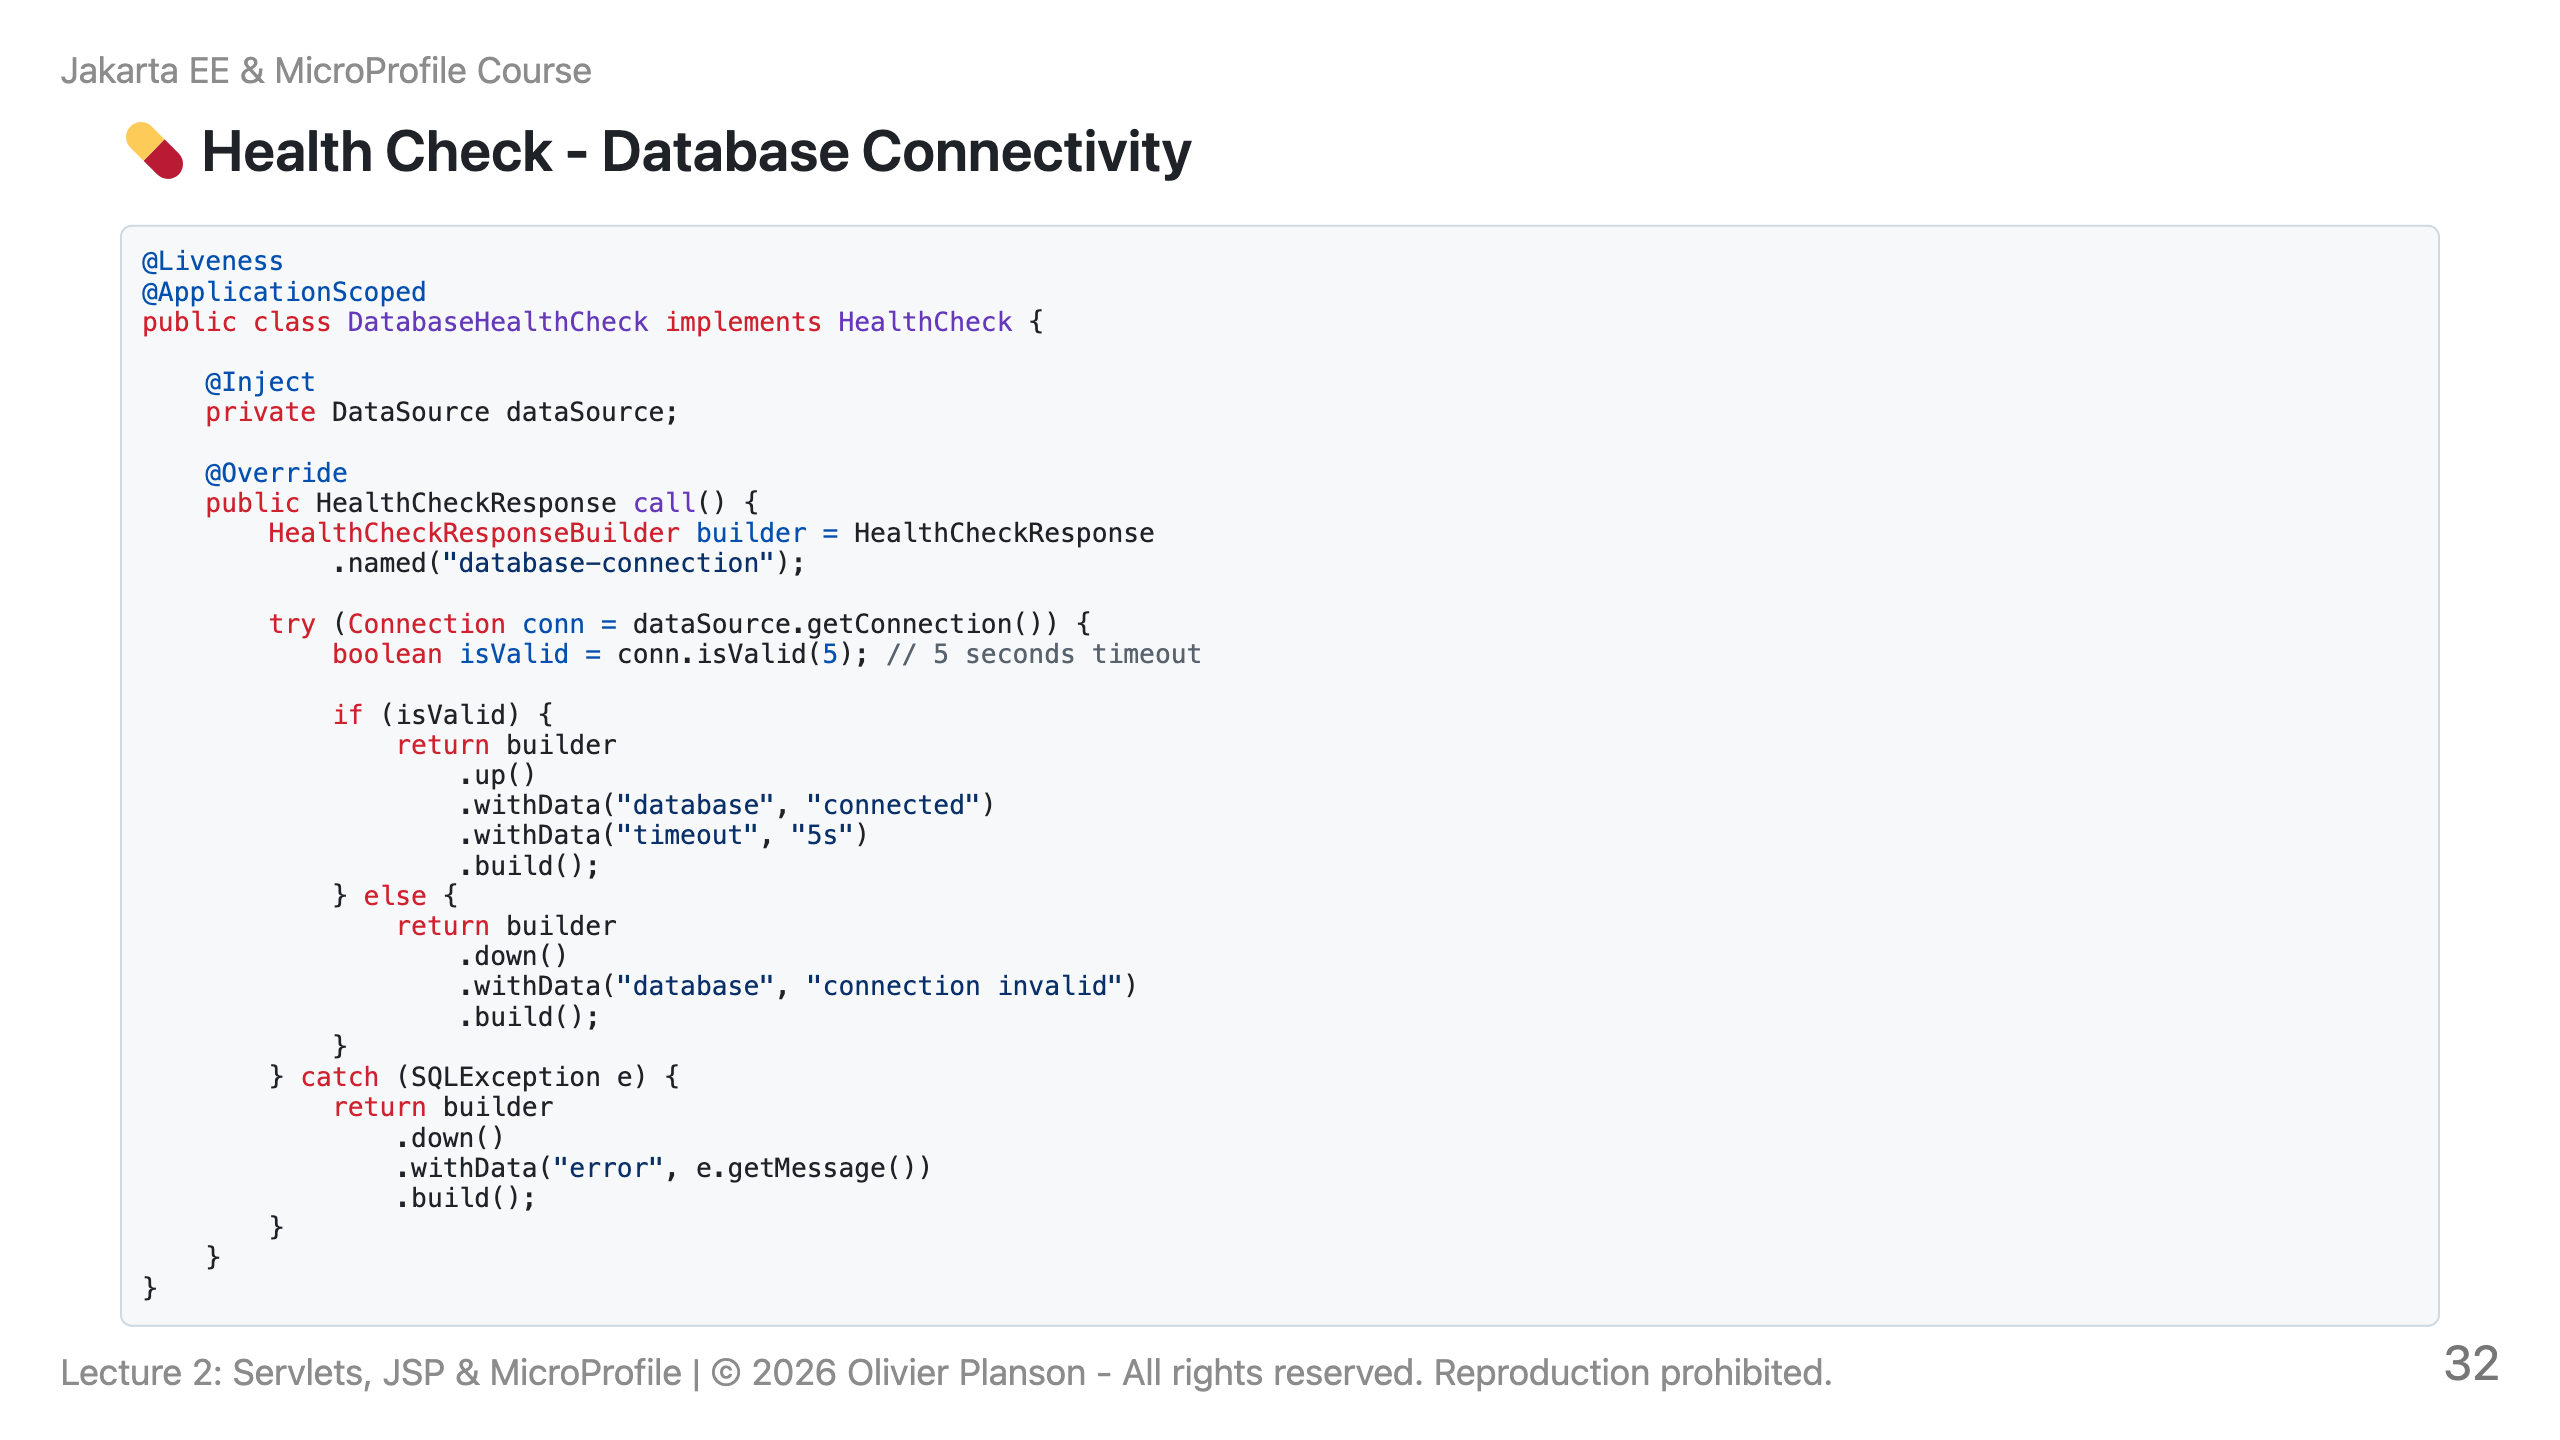 Jakarta EE & MicroProfile Course
💊 Health Check - Database Connectivity
@Liveness
@ApplicationScoped
public class DatabaseHealthCheck implements HealthCheck {

    @Inject
    private DataSource dataSource;

    @Override
    public HealthCheckResponse call() {
        HealthCheckResponseBuilder builder = HealthCheckResponse
            .named("database-connection");

        try (Connection conn = dataSource.getConnection()) {
            boolean isValid = conn.isValid(5); // 5 seconds timeout

            if (isValid) {
                return builder
                    .up()
                    .withData("database", "connected")
                    .withData("timeout", "5s")
                    .build();
            } else {
                return builder
                    .down()
                    .withData("database", "connection invalid")
                    .build();
            }
        } catch (SQLException e) {
            return builder
                .down()
                .withData("error", e.getMessage())
                .build();
        }
    }
}
Lecture 2: Servlets, JSP & MicroProfile | © 2026 Olivier Planson - All rights reserved. Reproduction prohibited.
32